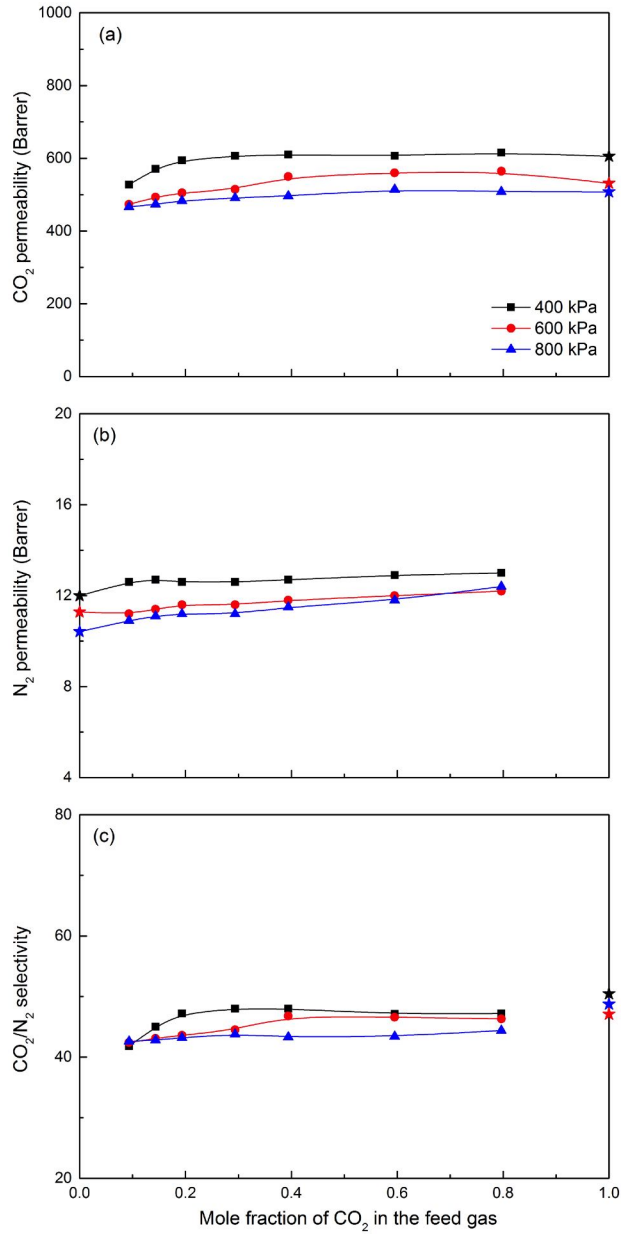 (a)
1000
800
600
400
200
0
CO₂ permeability (Barrer)
400 kPa
600 kPa
800 kPa
(b)
20
16
12
8
4
N₂ permeability (Barrer)
(c)
80
60
40
20
CO₂/N₂ selectivity
0.0 0.2 0.4 0.6 0.8 1.0
Mole fraction of CO₂ in the feed gas